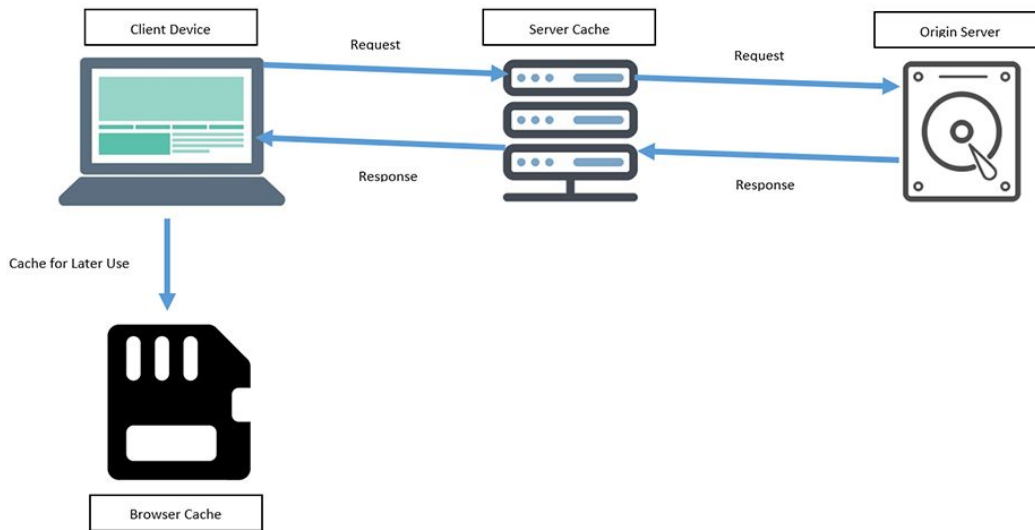 Client Device
Server Cache
Origin Server
Request
Request
Response
Response
Cache for Later Use
Browser Cache